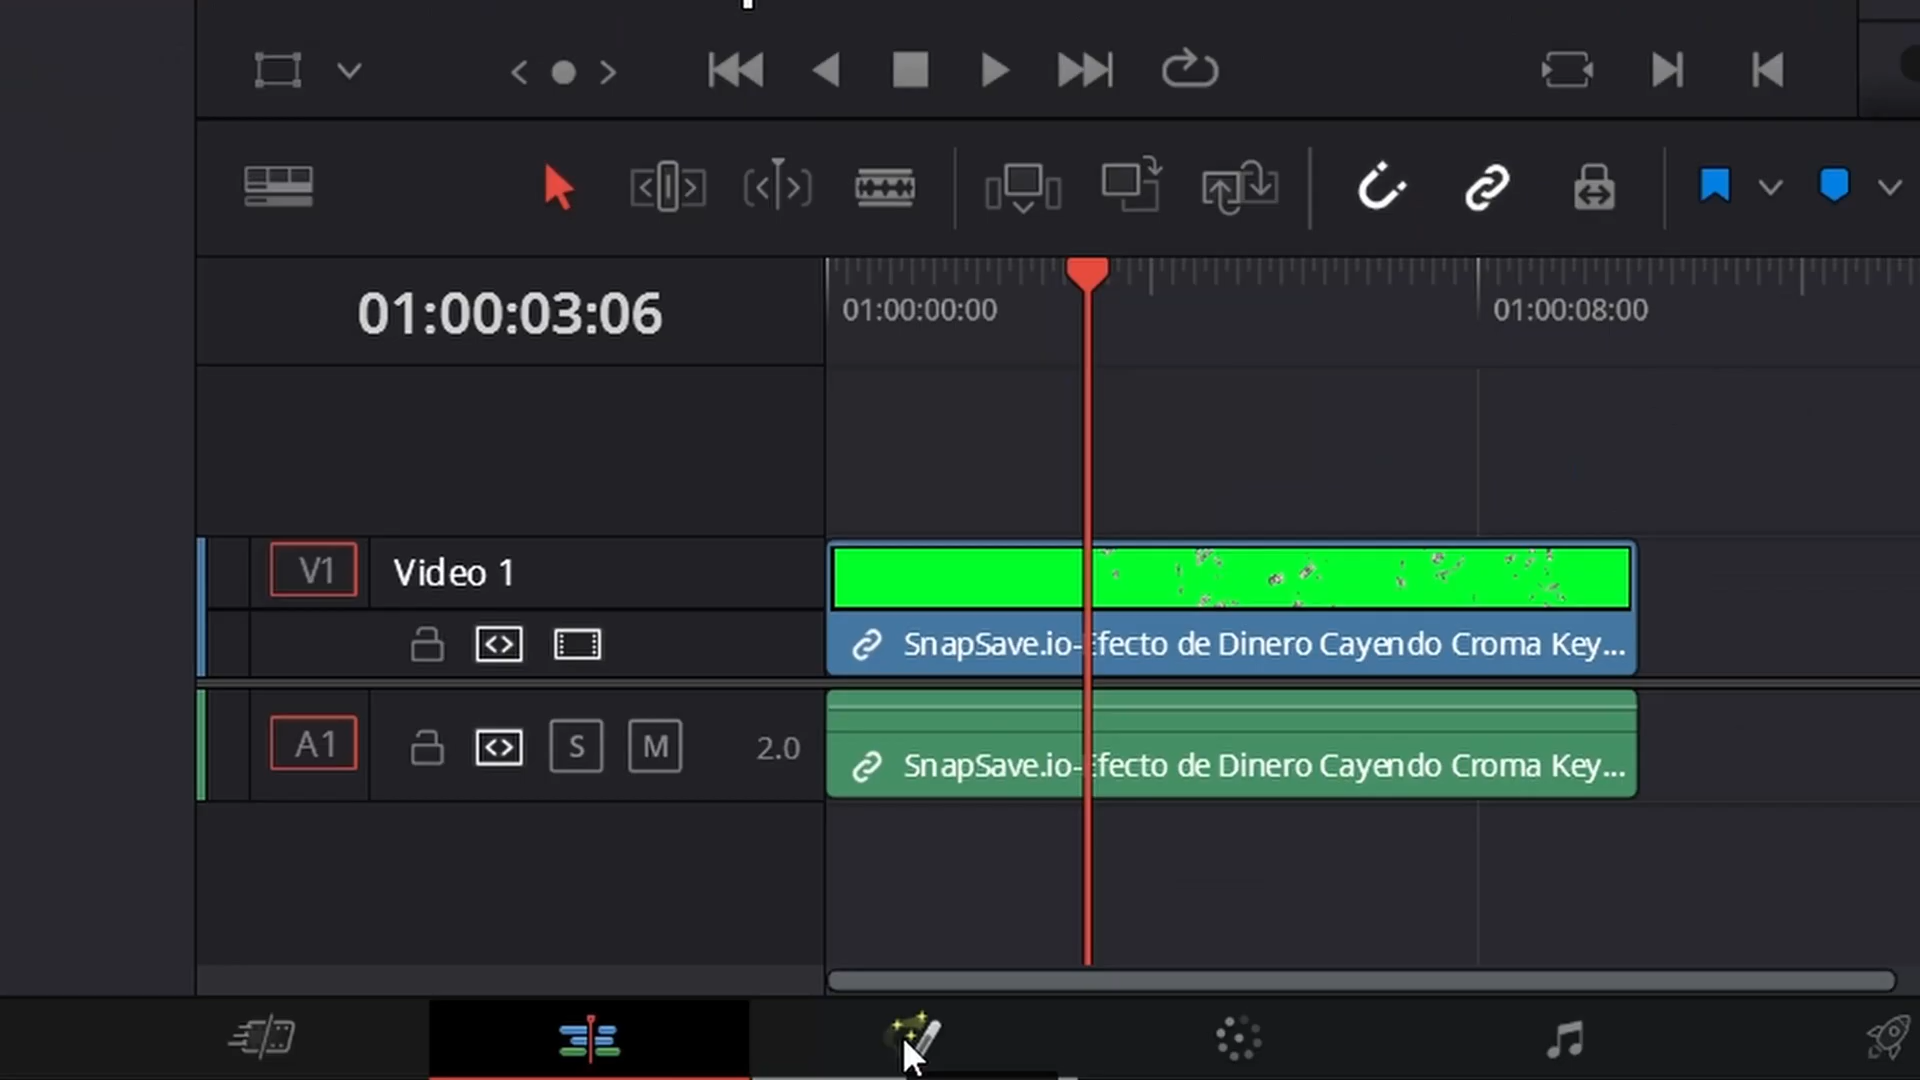 01:00:03:06
01:00:00:00
01:00:08:00
V1
Video 1
SnapSave.io-Efecto de Dinero Cayendo Croma Key...
A1
S
M
2.0
SnapSave.io-Efecto de Dinero Cayendo Croma Key...